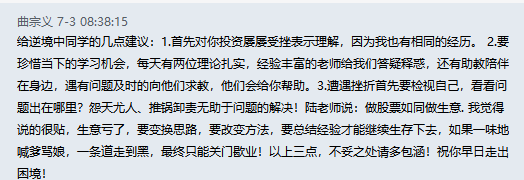 曲宗义 7-3 08:38:15
给逆境中同学的几点建议：1.首先对你投资屡屡受挫表示理解，因为我也有相同的经历。 2.要
珍惜当下的学习机会，每天有两位理论扎实，经验丰富的老师给我们答疑释惑，还有助教陪伴
在身边，遇有问题及时的向他们求教，他们会给你帮助。3.遭遇挫折首先要检视自己，看看问
题出在哪里？怨天尤人、推锅卸责无助于问题的解决！陆老师说：做股票如同做生意. 我觉得
说的很贴，生意亏了，要变换思路，要改变方法，要总结经验才能继续生存下去，如果一味地
喊爹骂娘，一条道走到黑，最终只能关门歇业！以上三点，不妥之处请多包涵！祝你早日走出
困境！